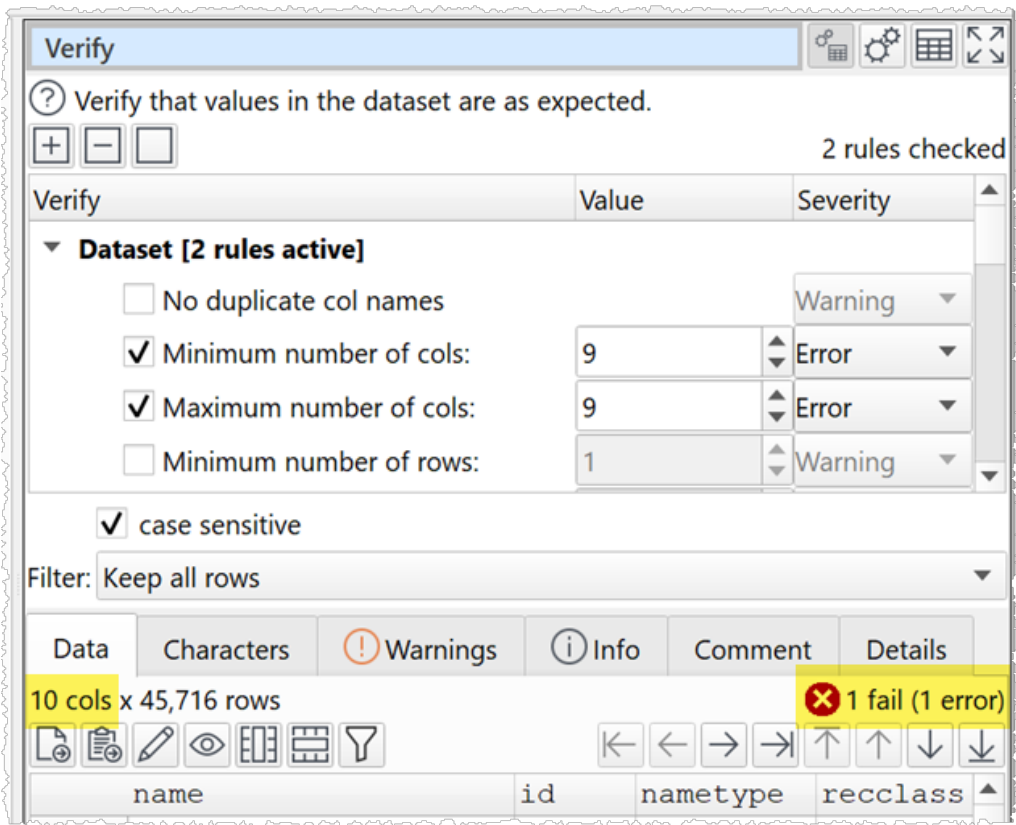 Verify
Verify that values in the dataset are as expected.
2 rules checked
Verify Value Severity
Dataset [2 rules active]
No duplicate col names Warning
Minimum number of cols: 9 Error
Maximum number of cols: 9 Error
Minimum number of rows: 1 Warning
case sensitive
Filter: Keep all rows
Data Characters Warnings Info Comment Details
10 cols x 45,716 rows 1 fail (1 error)
name id nametype recclass